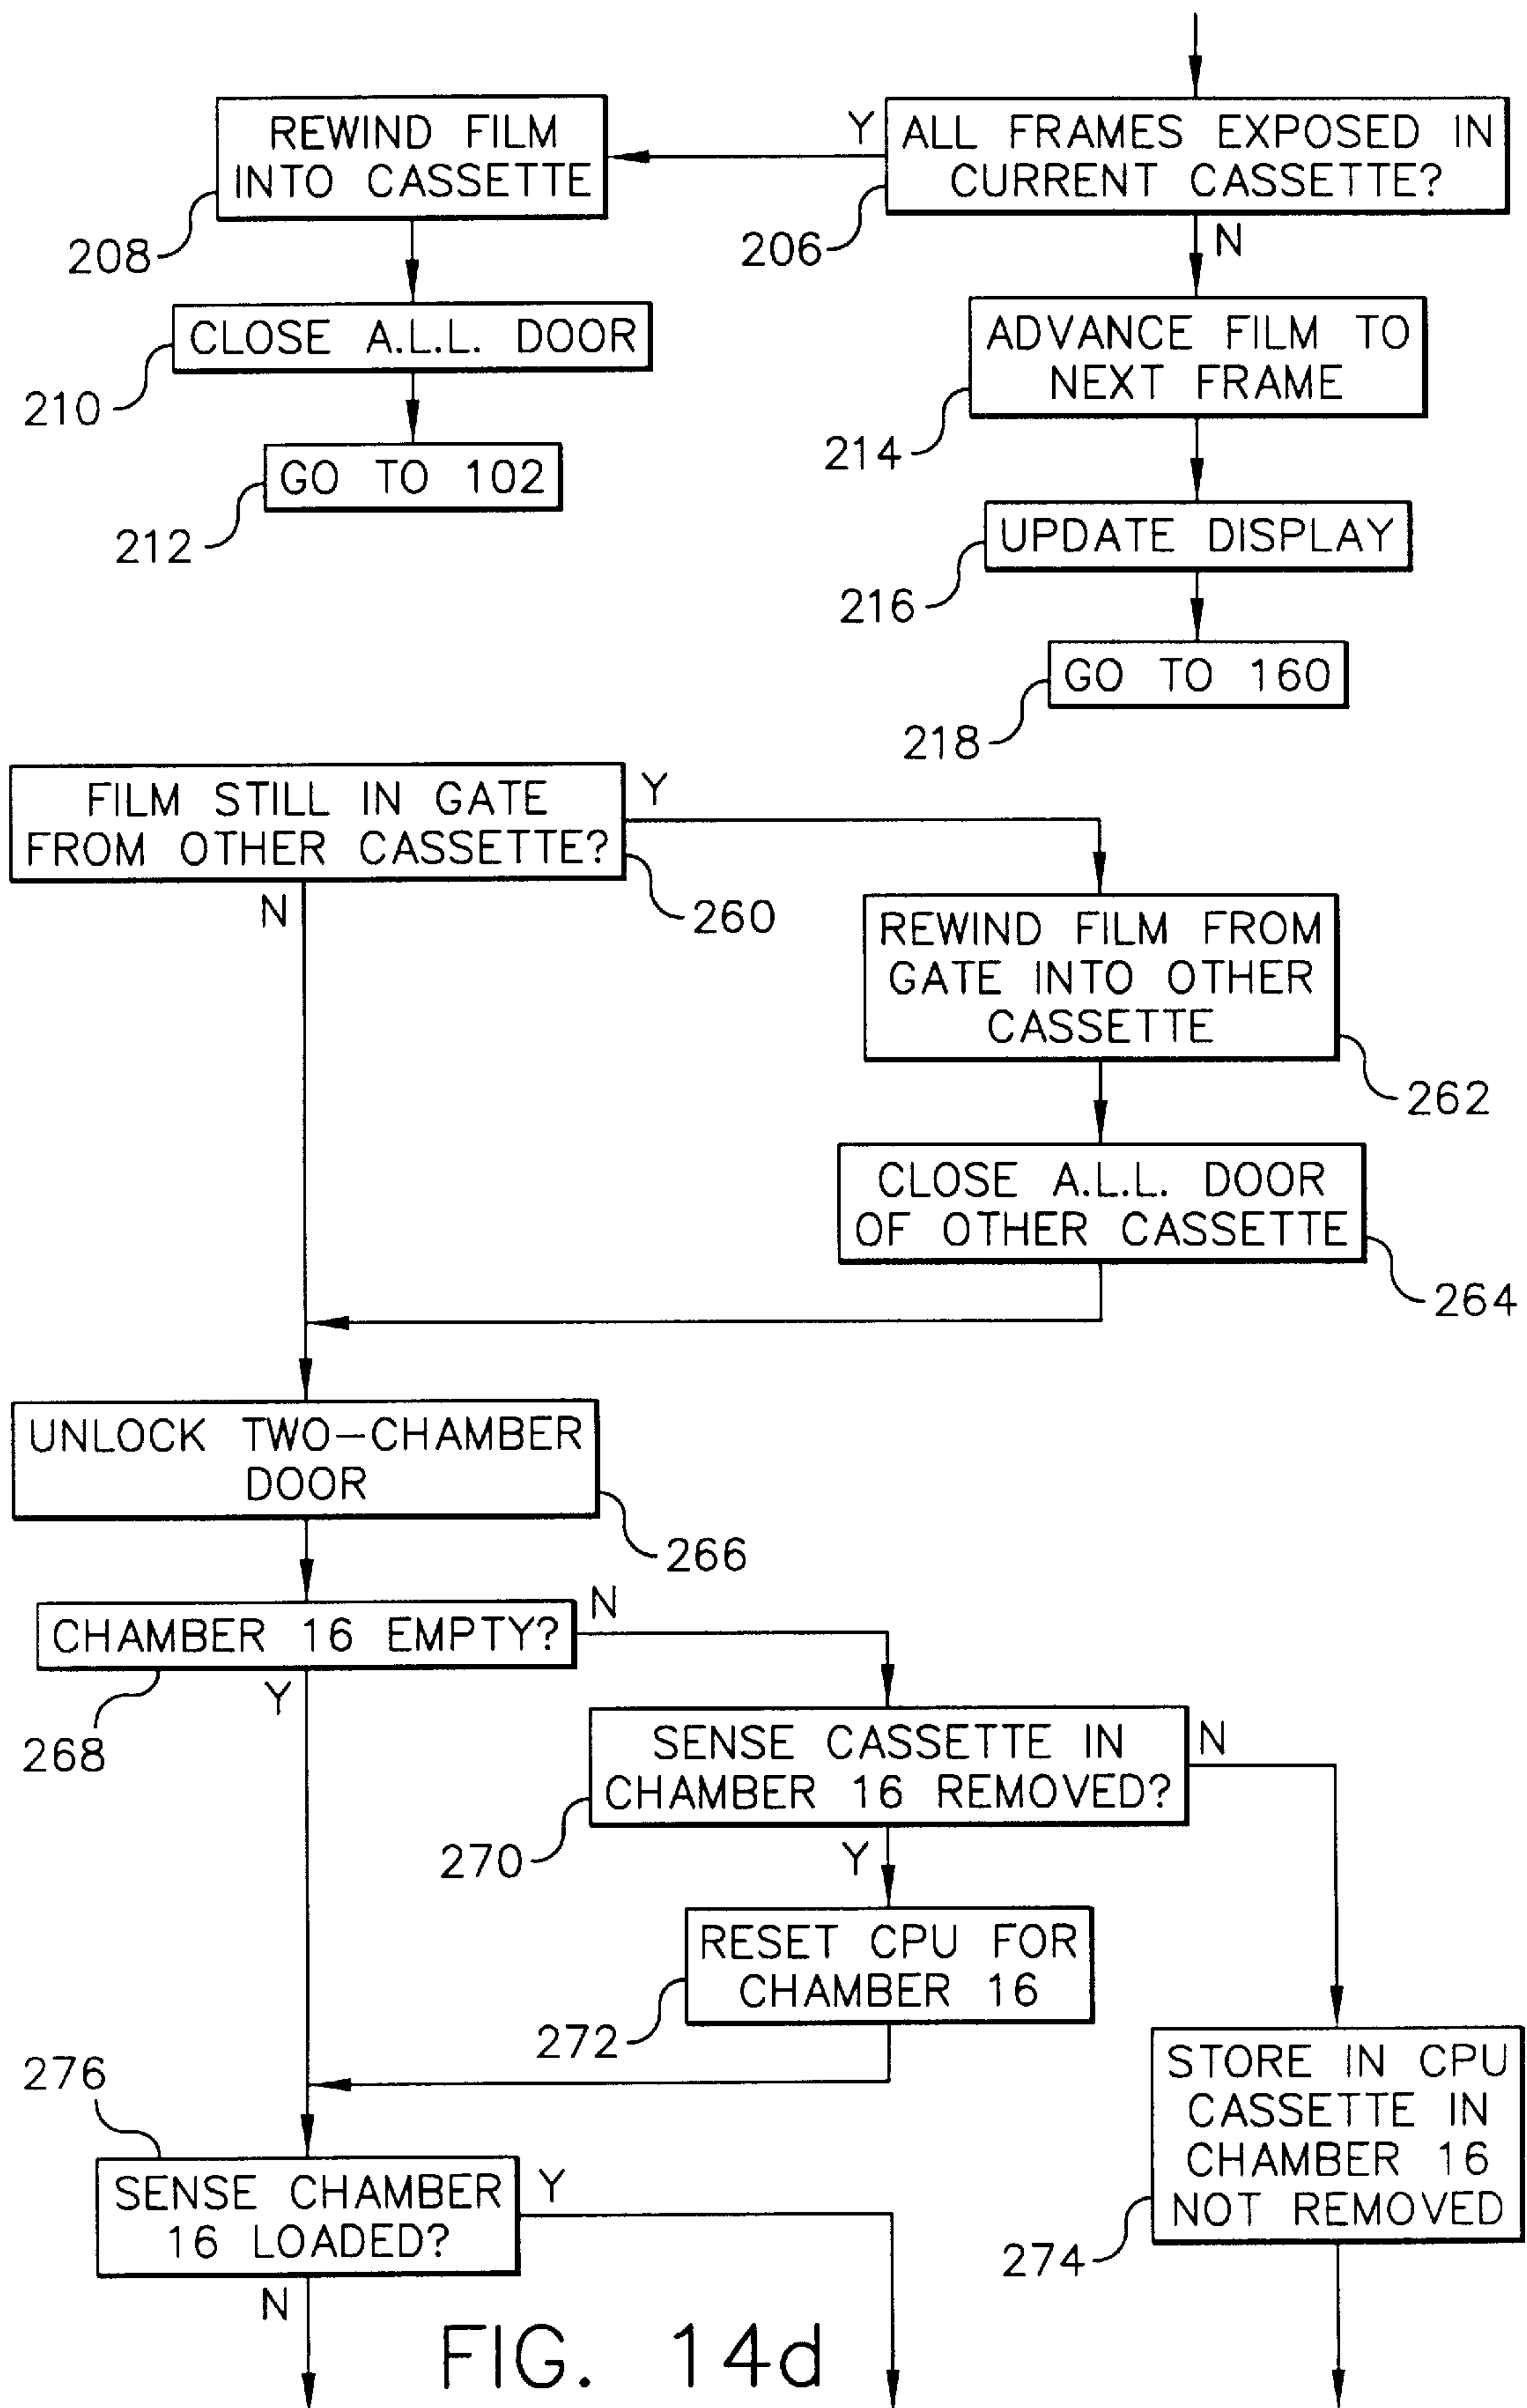 REWIND FILM
INTO CASSETTE
208
Y
ALL FRAMES EXPOSED IN
CURRENT CASSETTE?
206
N
CLOSE A.L.L. DOOR
210
ADVANCE FILM TO
NEXT FRAME
214
GO TO 102
212
UPDATE DISPLAY
216
GO TO 160
218
FILM STILL IN GATE
FROM OTHER CASSETTE?
Y
N
260
REWIND FILM FROM
GATE INTO OTHER
CASSETTE
262
CLOSE A.L.L. DOOR
OF OTHER CASSETTE
264
UNLOCK TWO-CHAMBER
DOOR
266
CHAMBER 16 EMPTY?
N
Y
268
SENSE CASSETTE IN
CHAMBER 16 REMOVED?
N
270
Y
RESET CPU FOR
CHAMBER 16
272
STORE IN CPU
CASSETTE IN
CHAMBER 16
NOT REMOVED
274
276
SENSE CHAMBER
16 LOADED?
Y
N
FIG. 14d